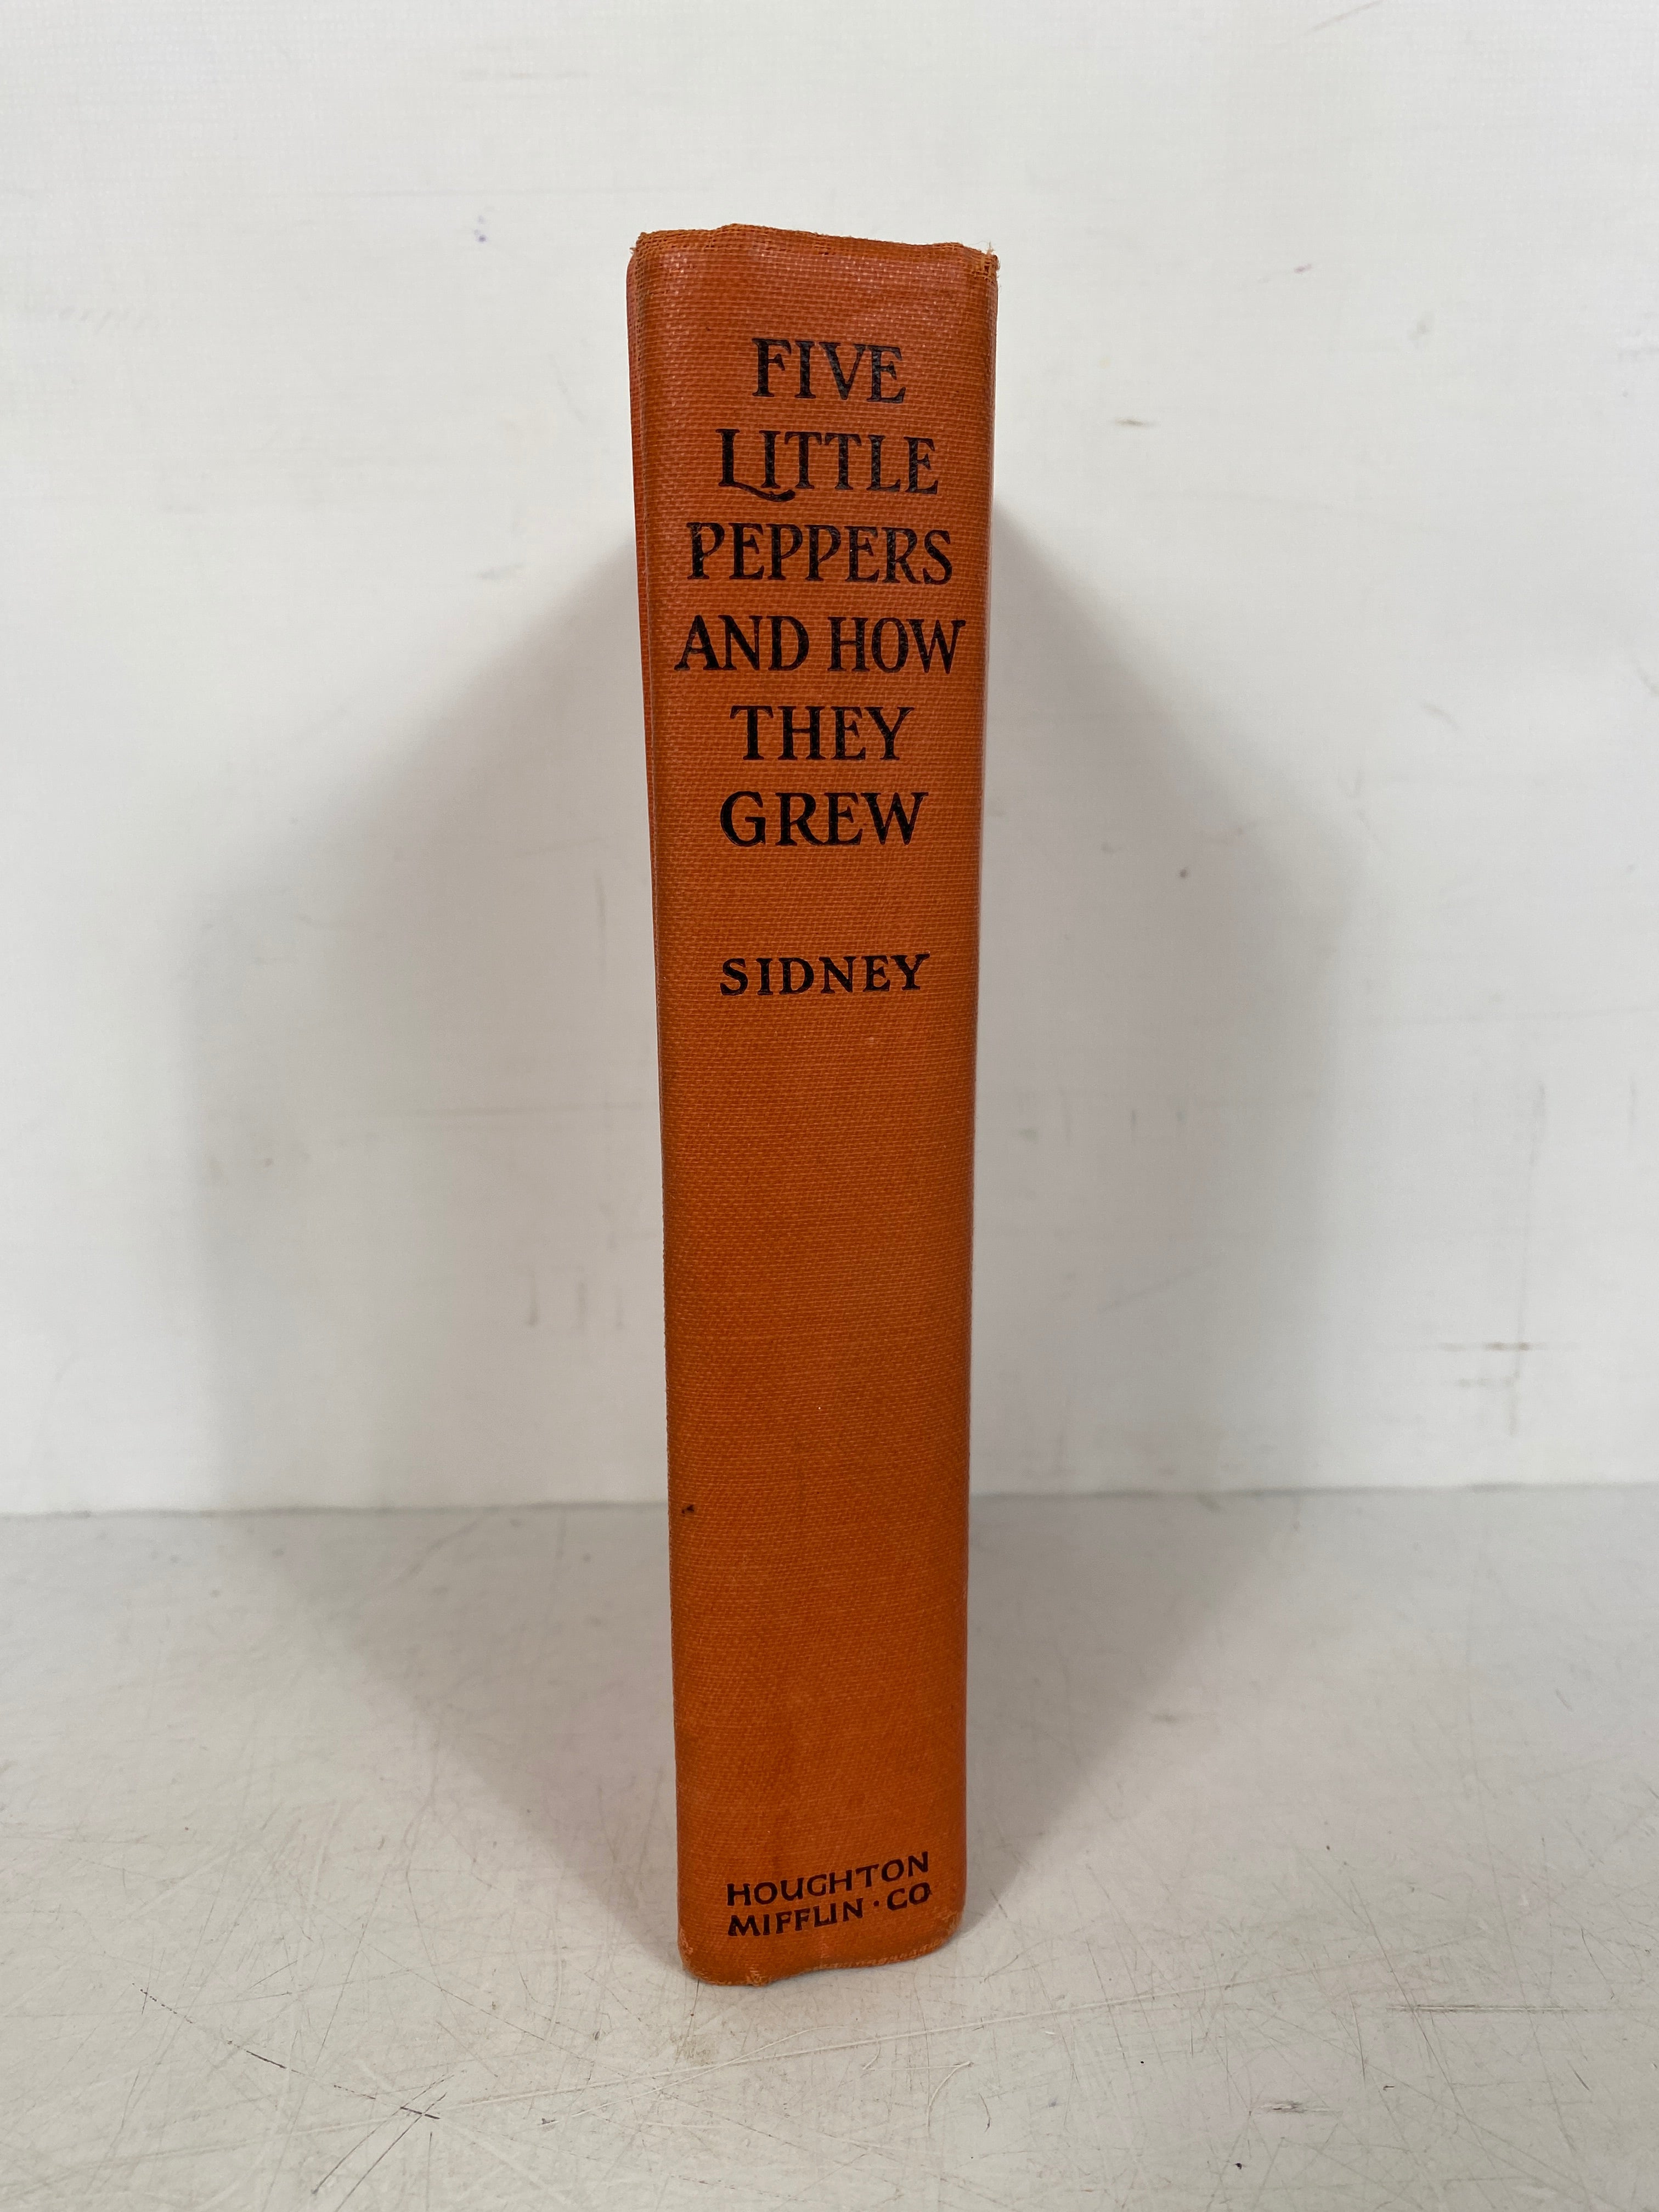 FIVE
LITTLE
PEPPERS
AND HOW
THEY
GREW
SIDNEY
HOUGHTON
MIFFLIN · CO